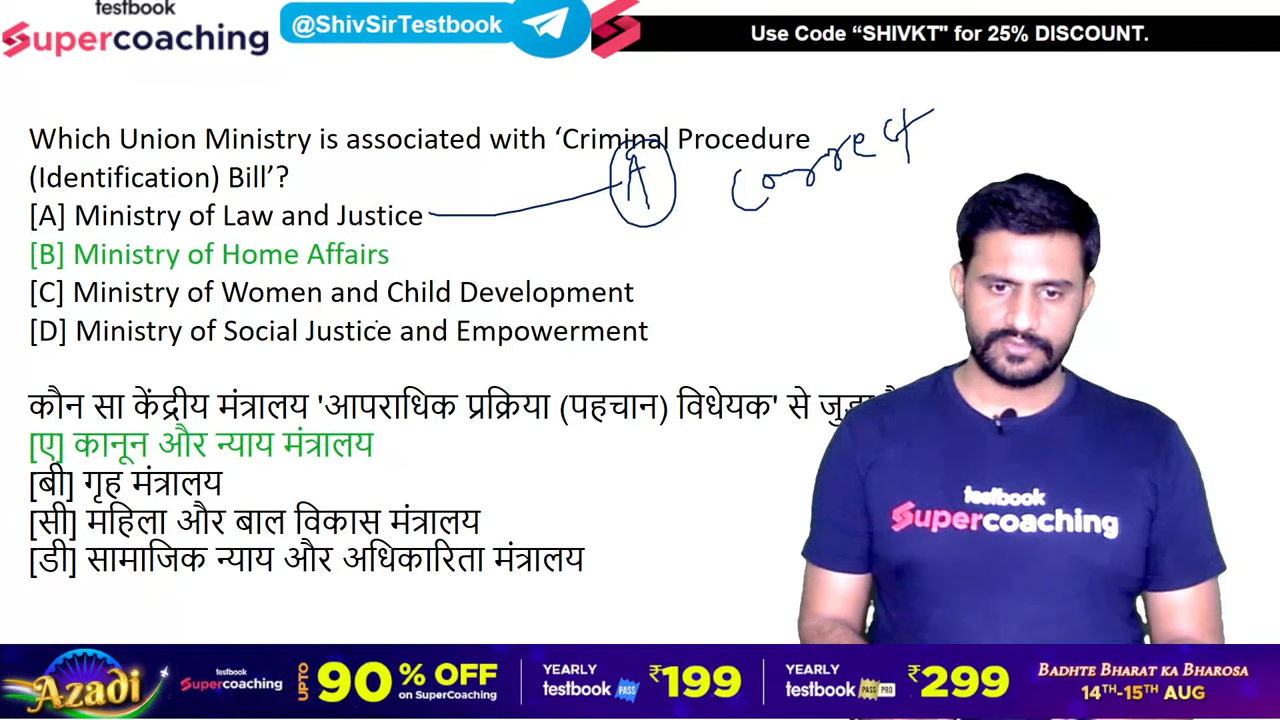 testbook
Supercoaching
@ShivSirTestbook
Use Code “SHIVKT" for 25% DISCOUNT.
Which Union Ministry is associated with ‘Criminal Procedure
(Identification) Bill’?
A
Correct
[A] Ministry of Law and Justice
[B] Ministry of Home Affairs
[C] Ministry of Women and Child Development
[D] Ministry of Social Justice and Empowerment
कौन सा केंद्रीय मंत्रालय 'आपराधिक प्रक्रिया (पहचान) विधेयक' से
[ए] कानून और न्याय मंत्रालय
[बी] गृह मंत्रालय
[सी] महिला और बाल विकास मंत्रालय
[डी] सामाजिक न्याय और अधिकारिता मंत्रालय
testbook
Supercoaching
Azadi
testbook
Supercoaching
UPTO 90% OFF
on SuperCoaching
YEARLY
testbook PASS
₹199
YEARLY
testbook PASS PRO
₹299
BADHTE BHARAT KA BHAROSA
14TH-15TH AUG